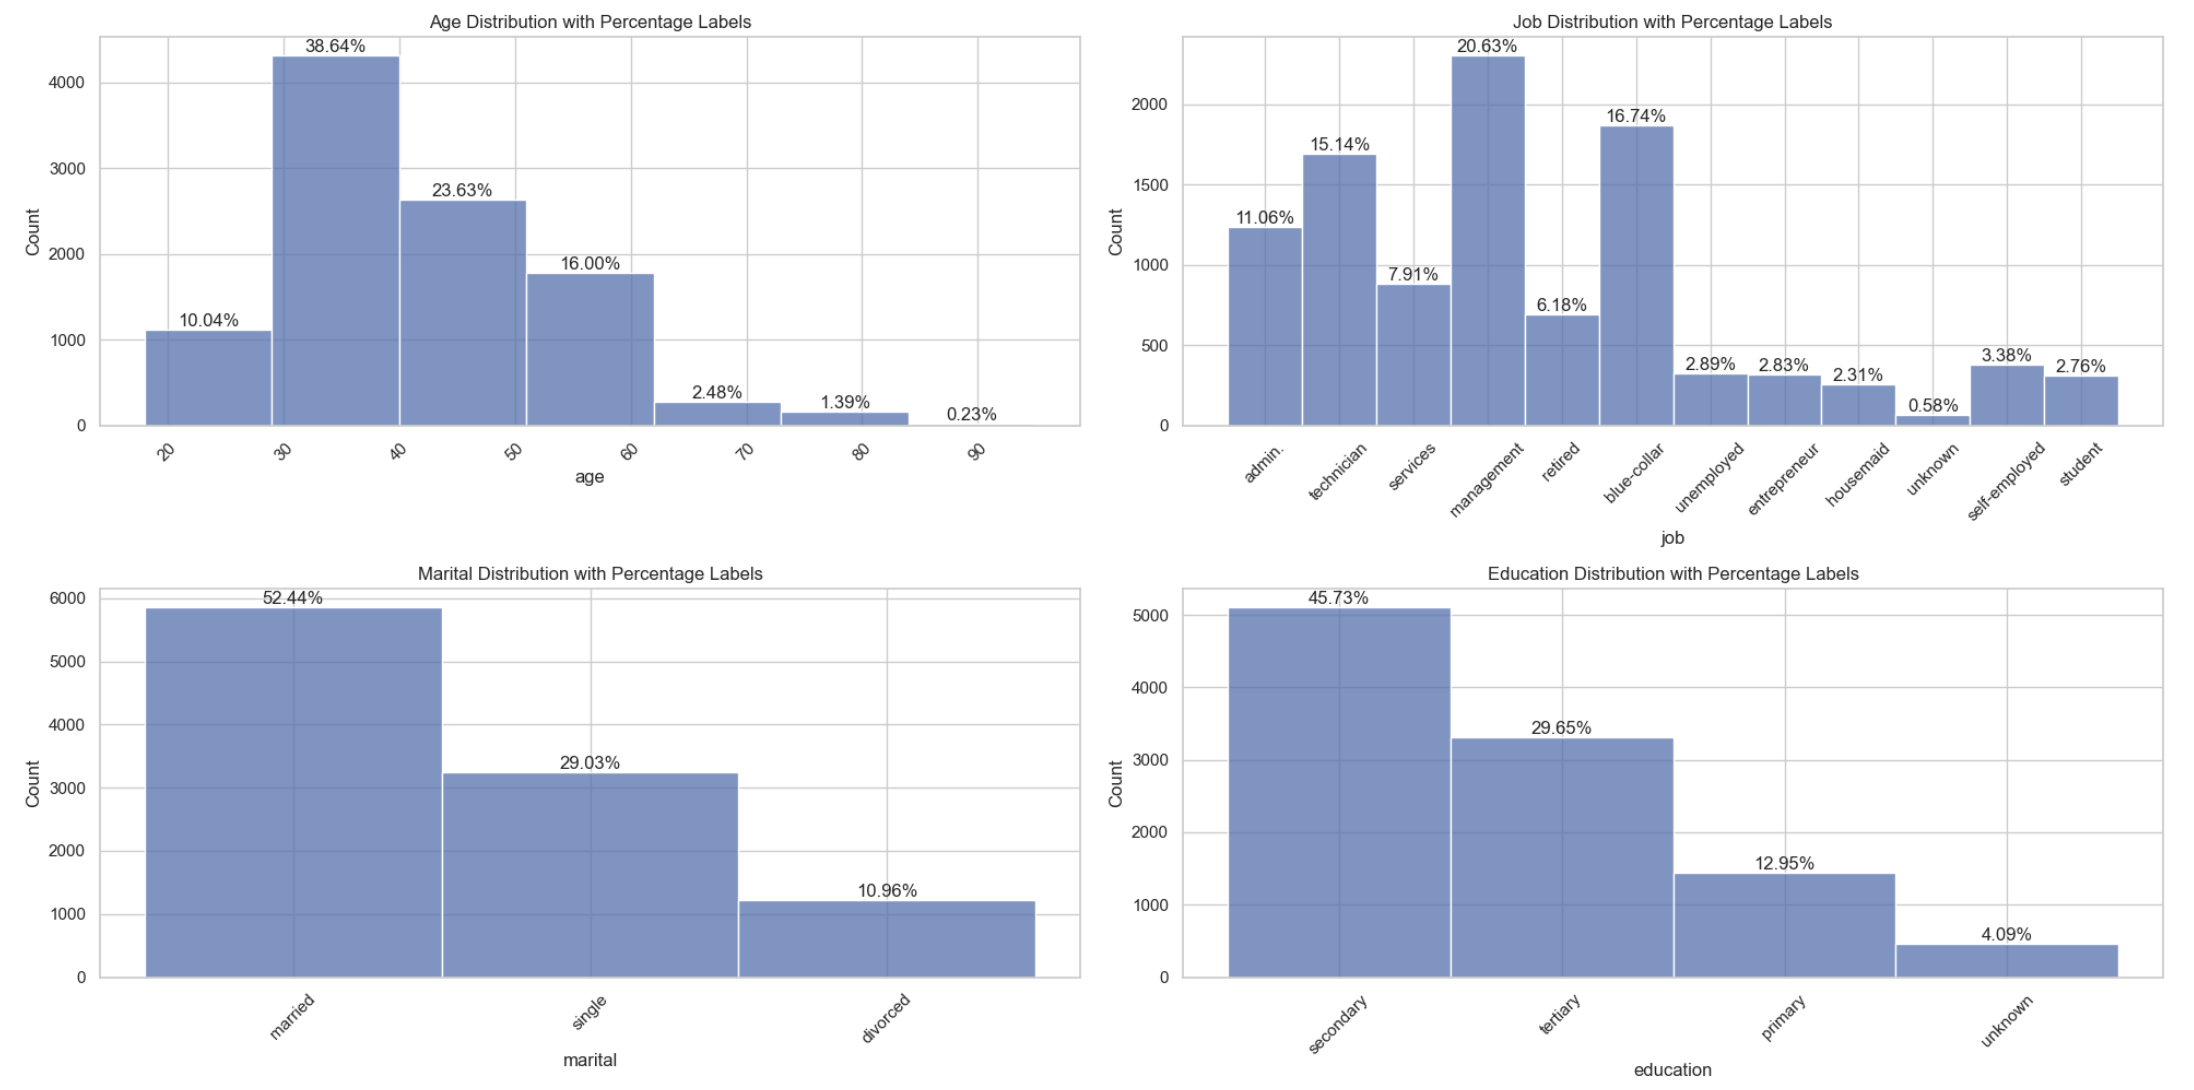 Age Distribution with Percentage Labels
38.64%
23.63%
16.00%
10.04%
2.48%
1.39%
0.23%
4000
3000
2000
1000
0
Count
20
30
40
50
60
70
80
90
age
Job Distribution with Percentage Labels
20.63%
16.74%
15.14%
11.06%
7.91%
6.18%
2.89%
2.83%
2.31%
0.58%
3.38%
2.76%
2000
1500
1000
500
0
Count
admin.
technician
services
management
retired
blue-collar
unemployed
entrepreneur
housemaid
unknown
self-employed
student
job
Marital Distribution with Percentage Labels
52.44%
29.03%
10.96%
6000
5000
4000
3000
2000
1000
0
Count
married
single
divorced
marital
Education Distribution with Percentage Labels
45.73%
29.65%
12.95%
4.09%
5000
4000
3000
2000
1000
0
Count
secondary
tertiary
primary
unknown
education